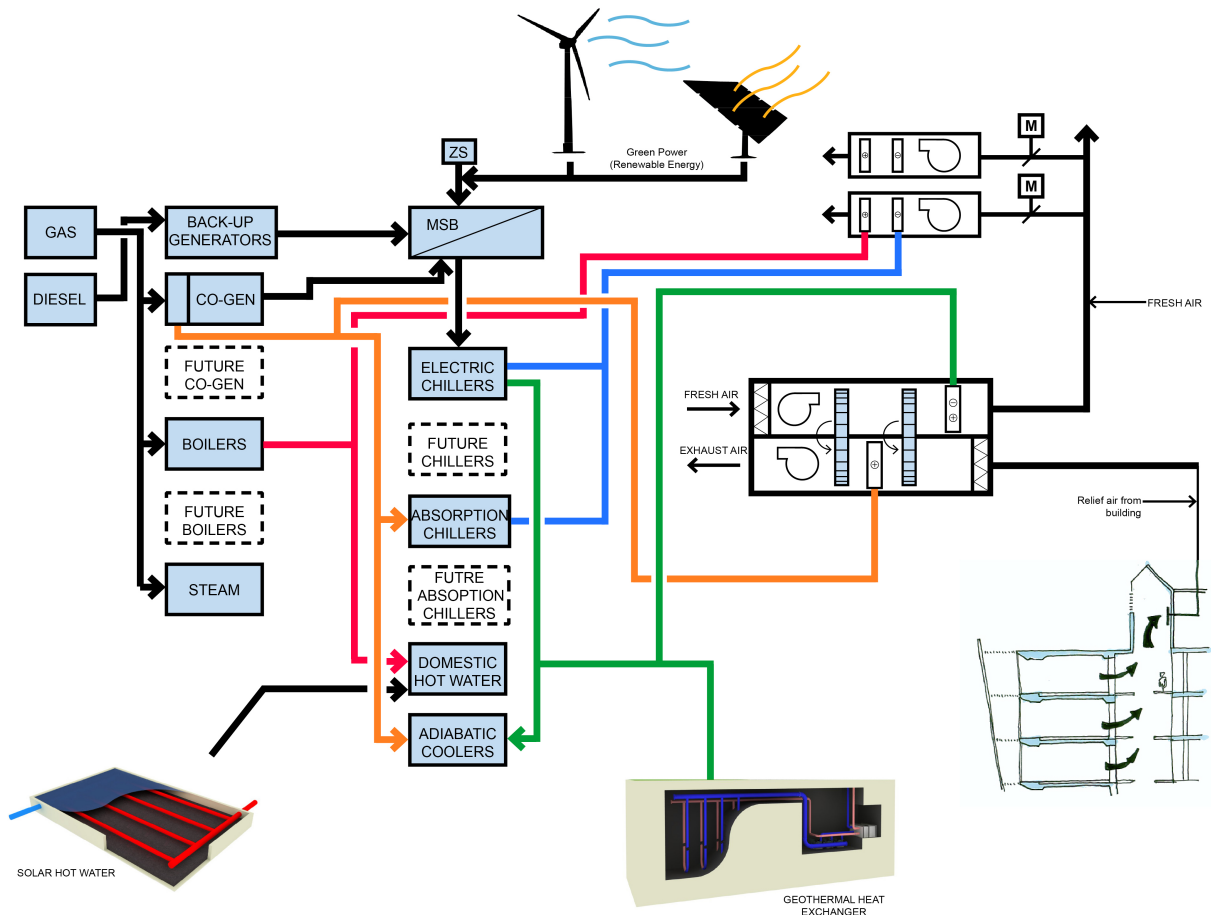 Green Power
(Renewable Energy)
M
ZS
M
GAS
BACK-UP
GENERATORS
MSB
DIESEL
CO-GEN
FRESH AIR
FUTURE
CO-GEN
ELECTRIC
CHILLERS
FRESH AIR
BOILERS
FUTURE
CHILLERS
EXHAUST AIR
FUTURE
BOILERS
ABSORPTION
CHILLERS
Relief air from
building
STEAM
FUTRE
ABSOPTION
CHILLERS
DOMESTIC
HOT WATER
ADIABATIC
COOLERS
SOLAR HOT WATER
GEOTHERMAL HEAT
EXCHANGER